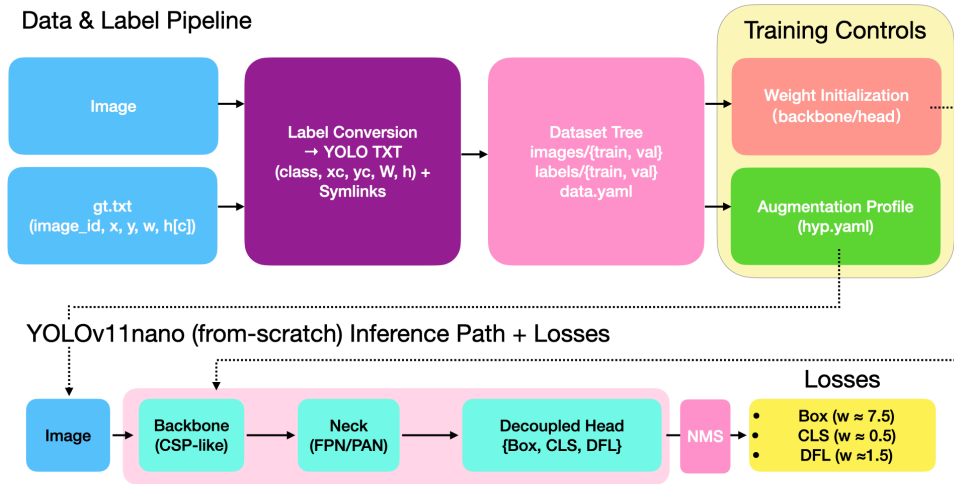 Data & Label Pipeline
Training Controls
Image
gt.txt
(image_id, x, y, w, h[c])
Label Conversion
→ YOLO TXT
(class, xc, yc, W, h) +
Symlinks
Dataset Tree
images/{train, val}
labels/{train, val}
data.yaml
Weight Initialization
(backbone/head)
Augmentation Profile
(hyp.yaml)
YOLOv11nano (from-scratch) Inference Path + Losses
Image
Backbone
(CSP-like)
Neck
(FPN/PAN)
Decoupled Head
{Box, CLS, DFL}
NMS
Losses
• Box (w ≈ 7.5)
• CLS (w ≈ 0.5)
• DFL (w ≈1.5)